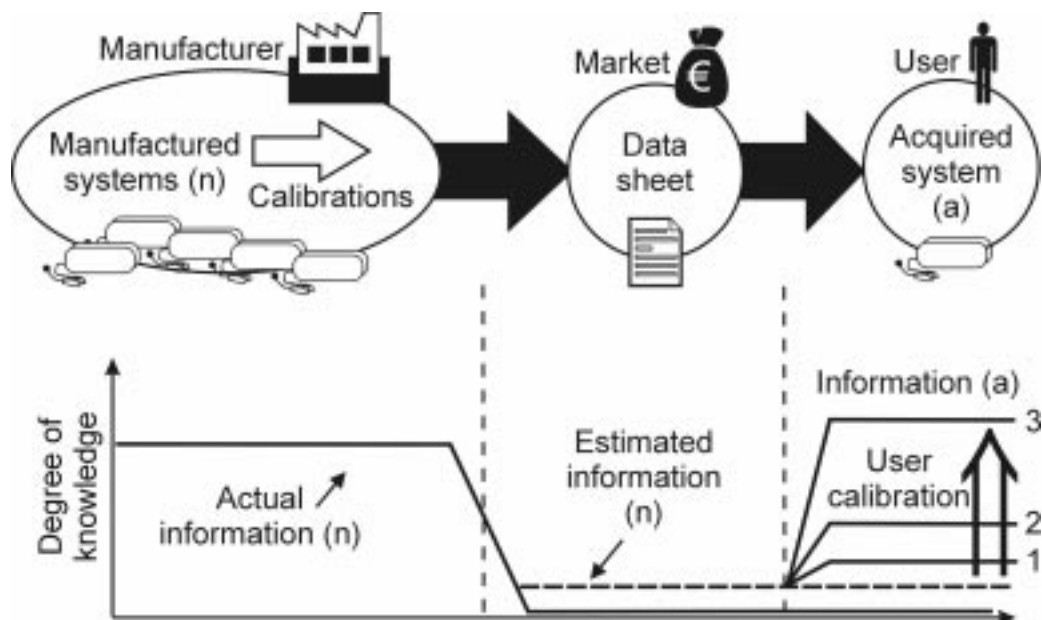 Manufacturer
Market
€
User
Manufactured
systems (n)
Calibrations
Data
sheet
Acquired
system
(a)
Degree of
knowledge
Actual
information (n)
Estimated
information
(n)
Information (a)
3
User
calibration
2
1